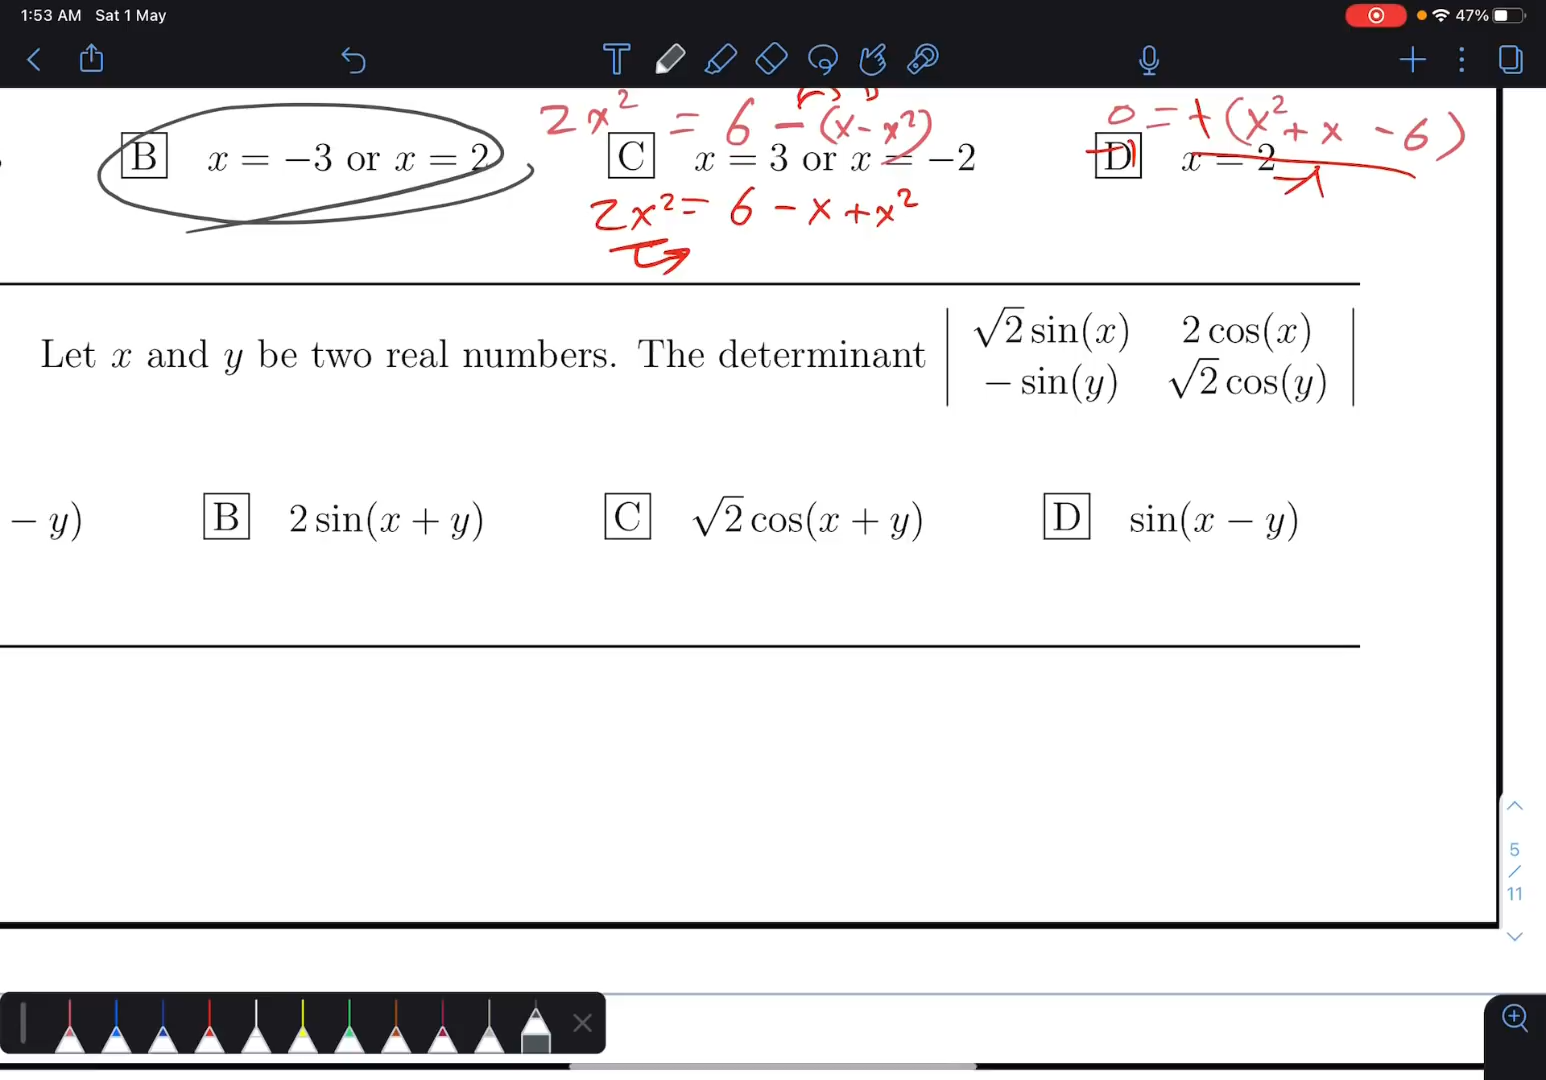 1:53 AM Sat 1 May
47%
2x² = 6 - (x - x²)
0 = + (x² + x - 6)
B x = −3 or x = 2
C x = 3 or x = −2
D x = 2
-1
2x² = 6 - x + x²
Let x and y be two real numbers. The determinant | √2 sin(x) 2 cos(x) |
| − sin(y) √2 cos(y) |
− y)
B 2 sin(x + y)
C √2 cos(x + y)
D sin(x − y)
5
/
11